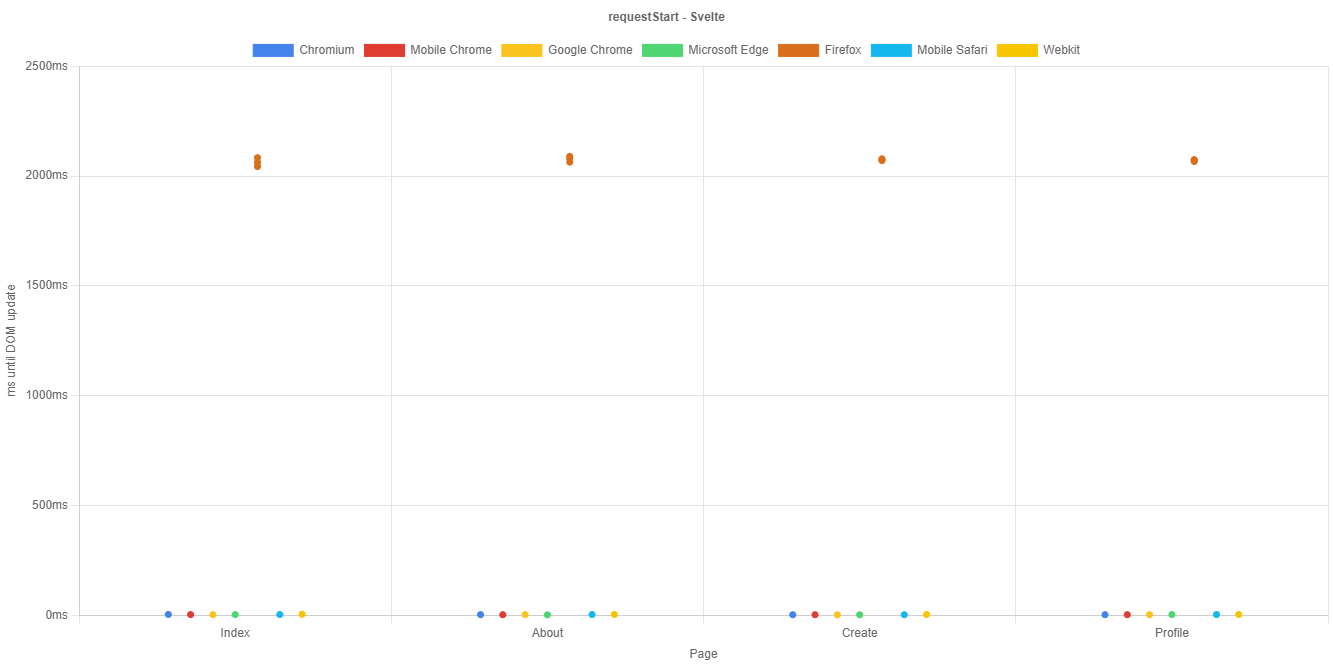 requestStart - Svelte
Chromium Mobile Chrome Google Chrome Microsoft Edge Firefox Mobile Safari Webkit
2500ms
2000ms
1500ms
1000ms
500ms
0ms
ms until DOM update
Index About Create Profile
Page